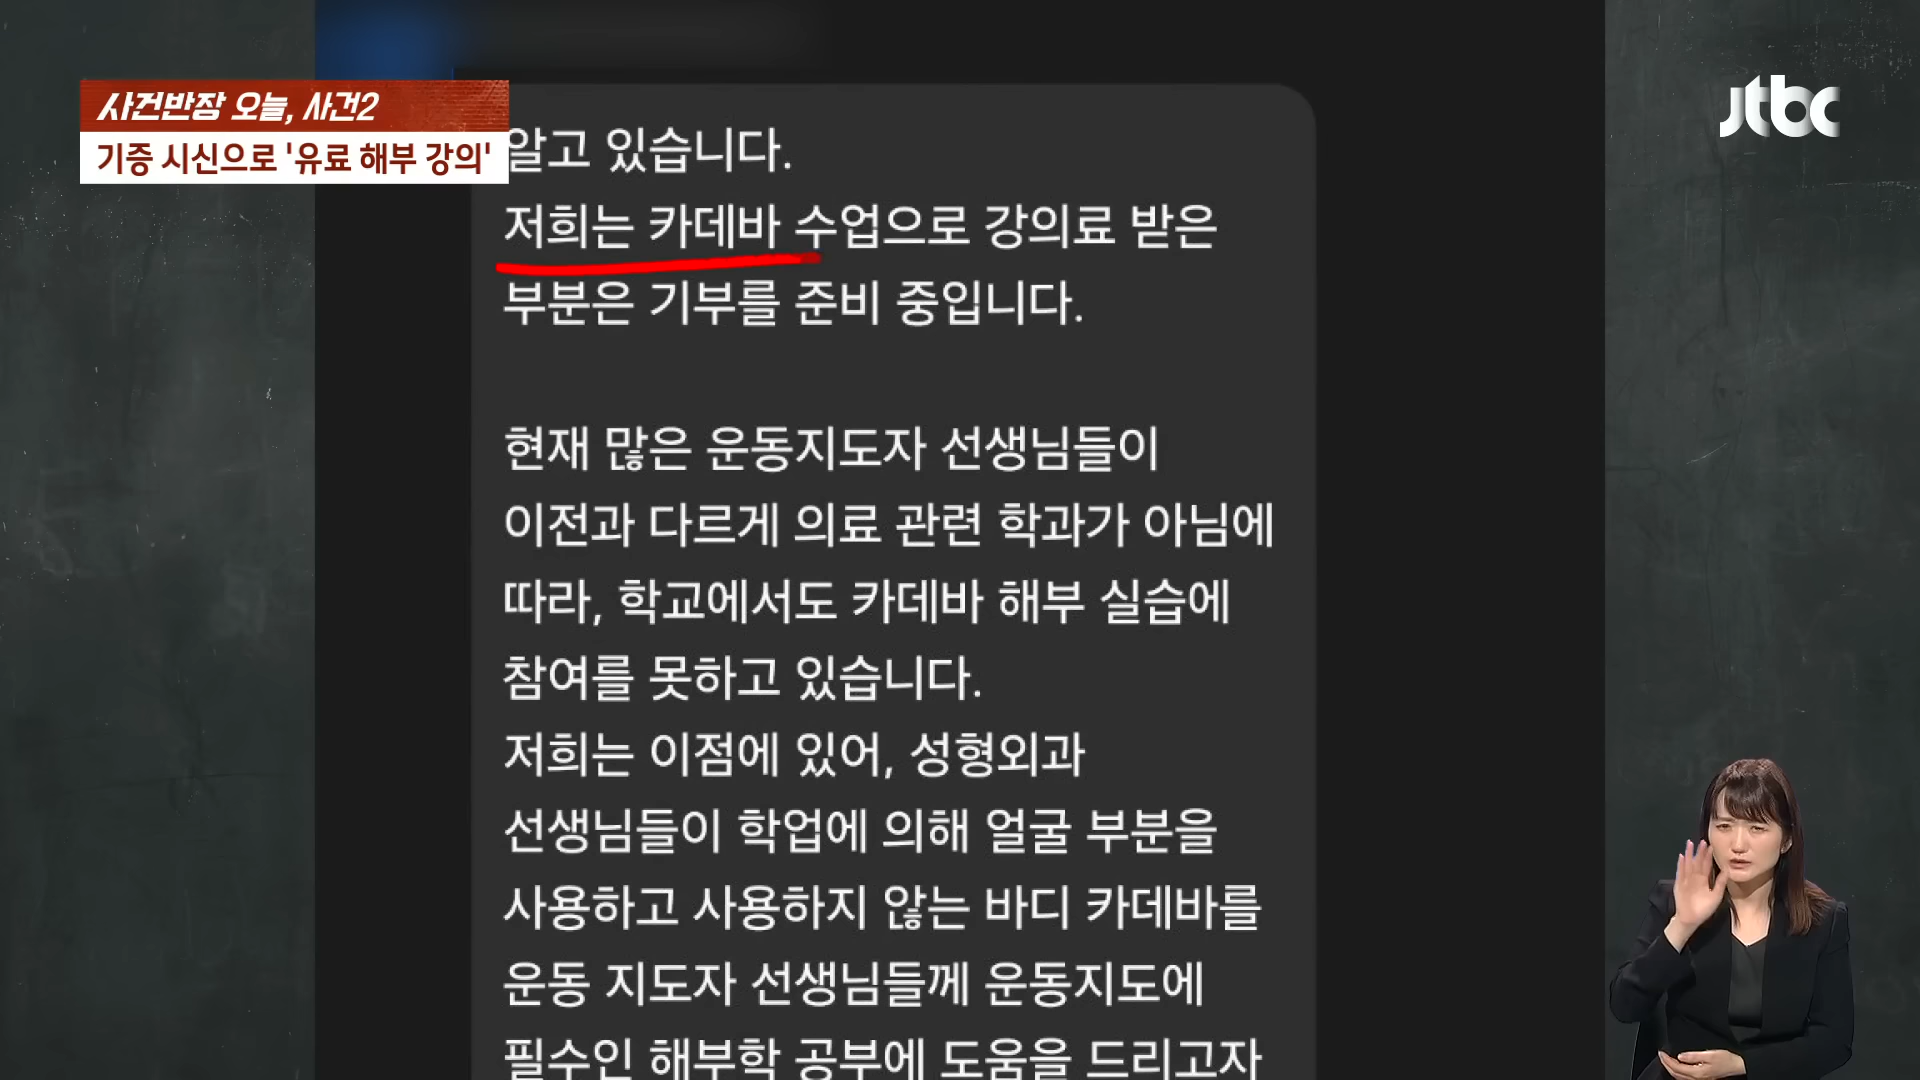 사건반장 오늘, 사건2
기증 시신으로 '유료 해부 강의'
jtbc
알고 있습니다.
저희는 카데바 수업으로 강의료 받은
부분은 기부를 준비 중입니다.
현재 많은 운동지도자 선생님들이
이전과 다르게 의료 관련 학과가 아님에
따라, 학교에서도 카데바 해부 실습에
참여를 못하고 있습니다.
저희는 이점에 있어, 성형외과
선생님들이 학업에 의해 얼굴 부분을
사용하고 사용하지 않는 바디 카데바를
운동 지도자 선생님들께 운동지도에
필수인 해부학 공부에 도움을 드리고자